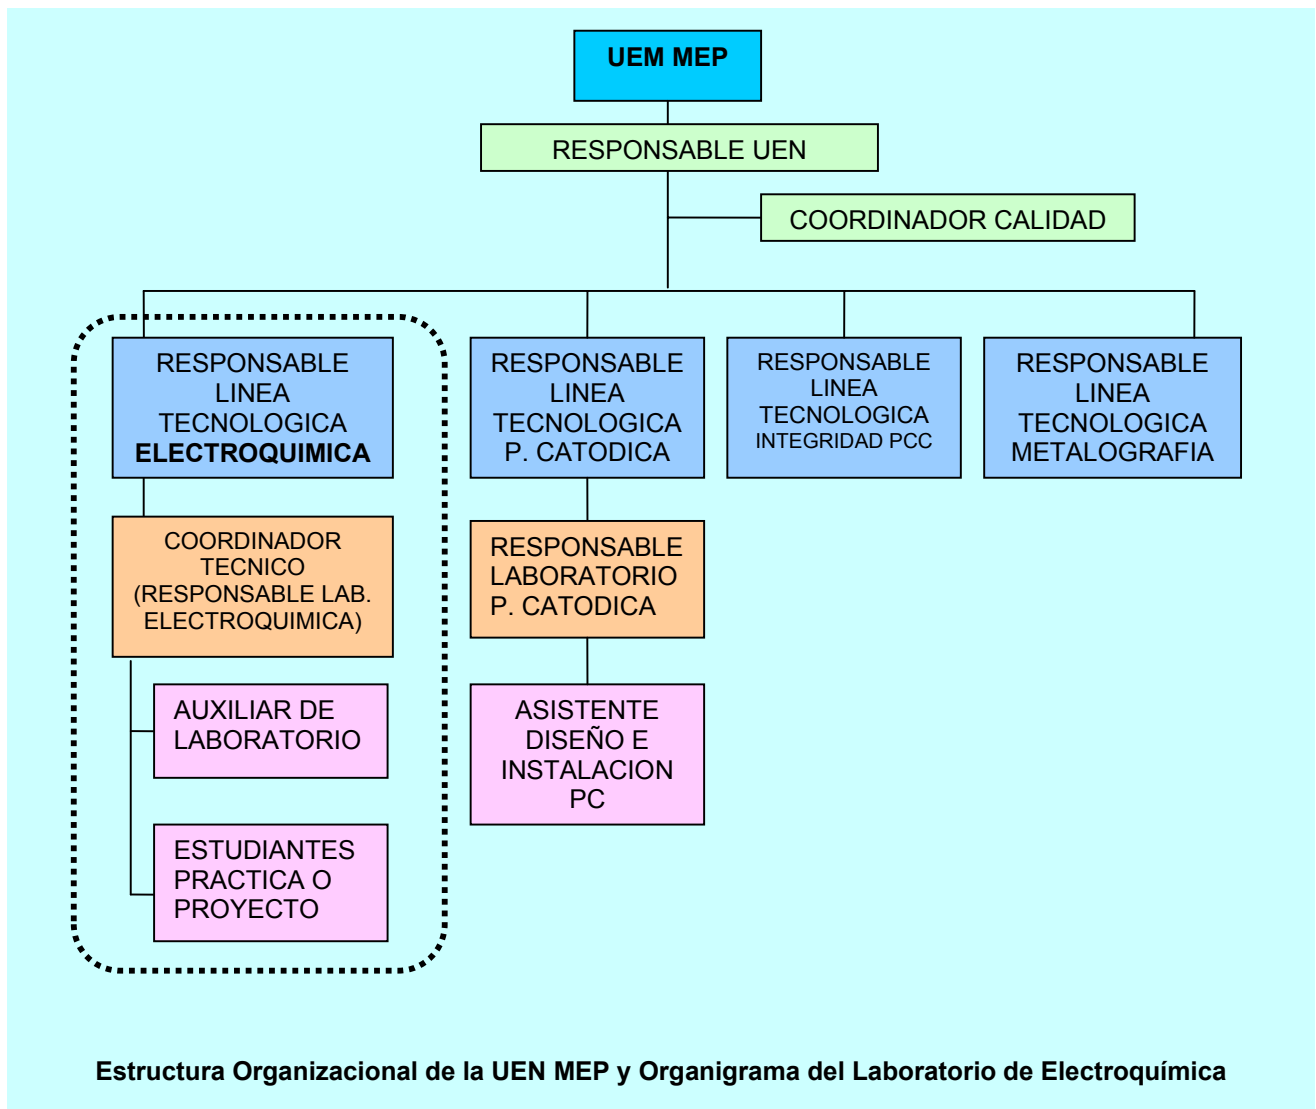 UEM MEP
RESPONSABLE UEN
COORDINADOR CALIDAD
RESPONSABLE
LINEA
TECNOLOGICA
ELECTROQUIMICA
RESPONSABLE
LINEA
TECNOLOGICA
P. CATODICA
RESPONSABLE
LINEA
TECNOLOGICA
INTEGRIDAD PCC
RESPONSABLE
LINEA
TECNOLOGICA
METALOGRAFIA
COORDINADOR
TECNICO
(RESPONSABLE LAB.
ELECTROQUIMICA)
RESPONSABLE
LABORATORIO
P. CATODICA
AUXILIAR DE
LABORATORIO
ASISTENTE
DISEÑO E
INSTALACION
PC
ESTUDIANTES
PRACTICA O
PROYECTO
Estructura Organizacional de la UEN MEP y Organigrama del Laboratorio de Electroquímica